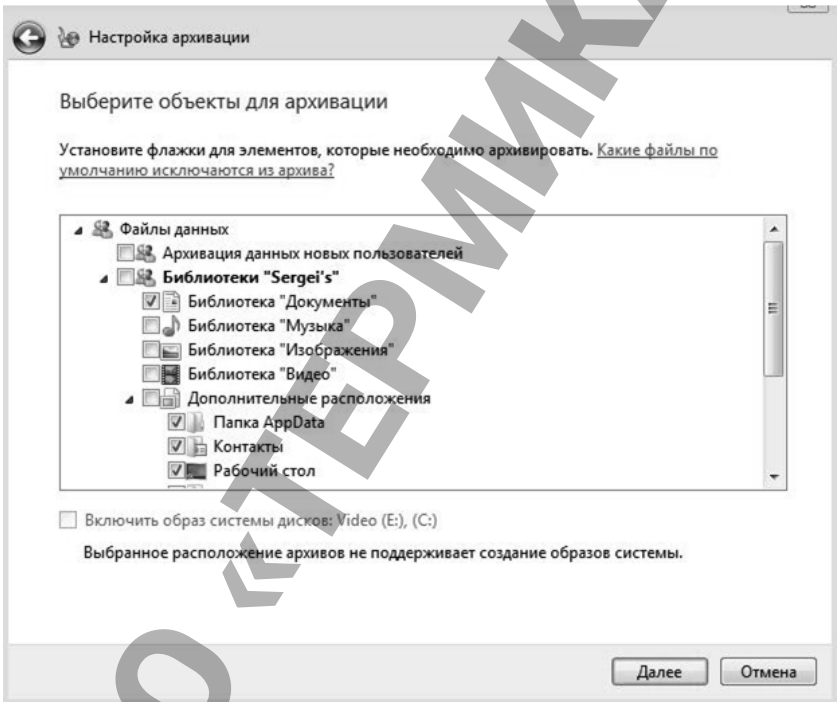 Настройка архивации
Выберите объекты для архивации
Установите флажки для элементов, которые необходимо архивировать. Какие файлы по
умолчанию исключаются из архива?
Файлы данных
Архивация данных новых пользователей
Библиотеки "Sergei's"
Библиотека "Документы"
Библиотека "Музыка"
Библиотека "Изображения"
Библиотека "Видео"
Дополнительные расположения
Папка AppData
Контакты
Рабочий стол
Включить образ системы дисков: Video (E:), (C:)
Выбранное расположение архивов не поддерживает создание образов системы.
Далее
Отмена
О «ТЕРМИКА